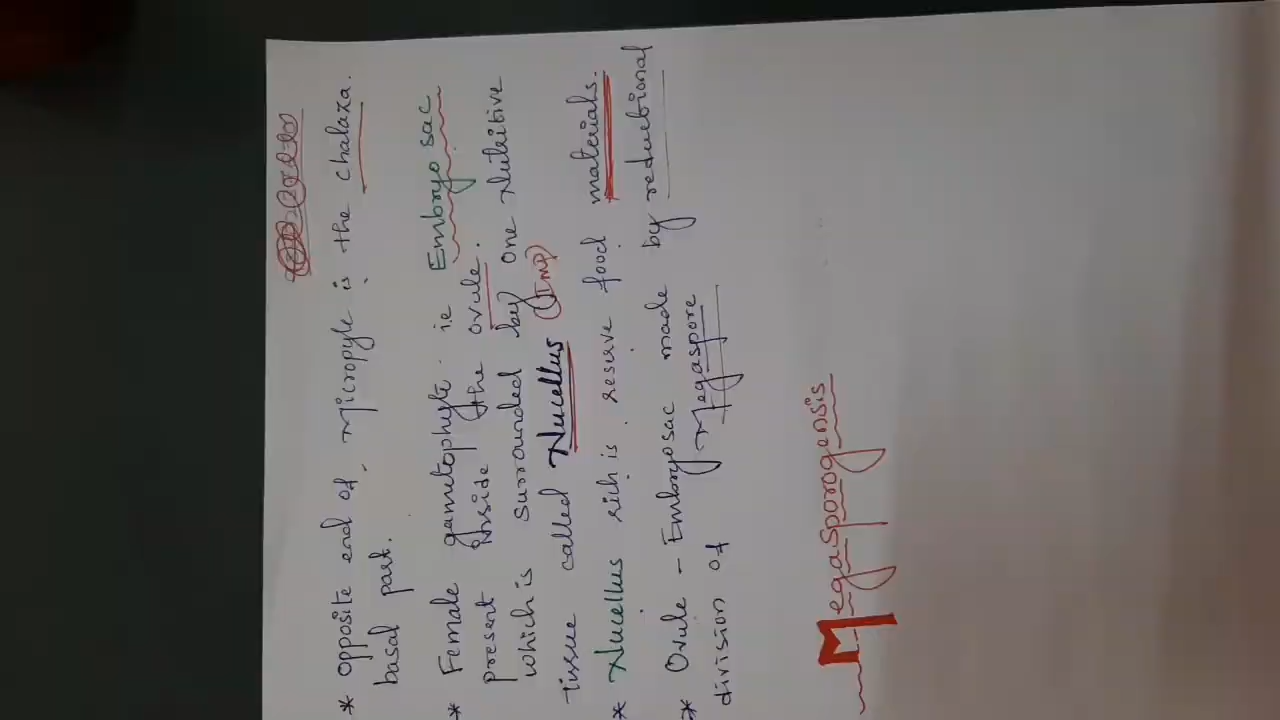 * opposite end of Micropyle is the chalaza.
basal part.
* Female gametophyte i.e Embryo sac
present inside the ovule.
which is surrounded by one Nutritive
tissue called Nucellus (Imp)
* Nucellus rich is reserve food materials.
* Ovule - Embryosac made by reductional
division of Megaspore
Megasporogensis